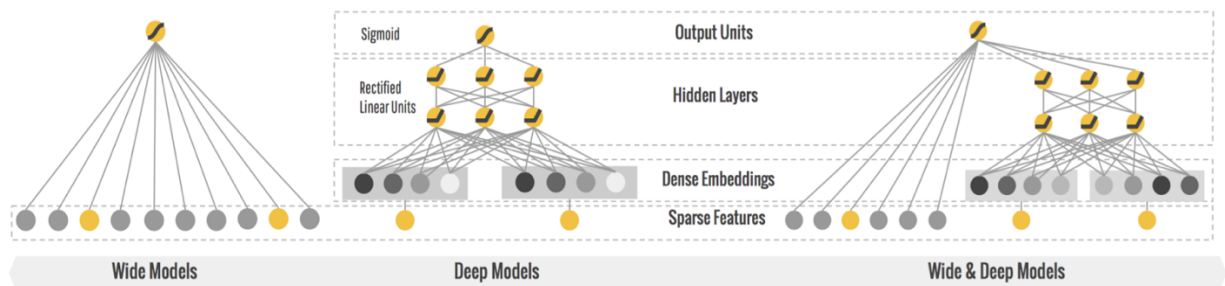 Sigmoid
Output Units
Rectified
Linear Units
Hidden Layers
Dense Embeddings
Sparse Features
Wide Models
Deep Models
Wide & Deep Models